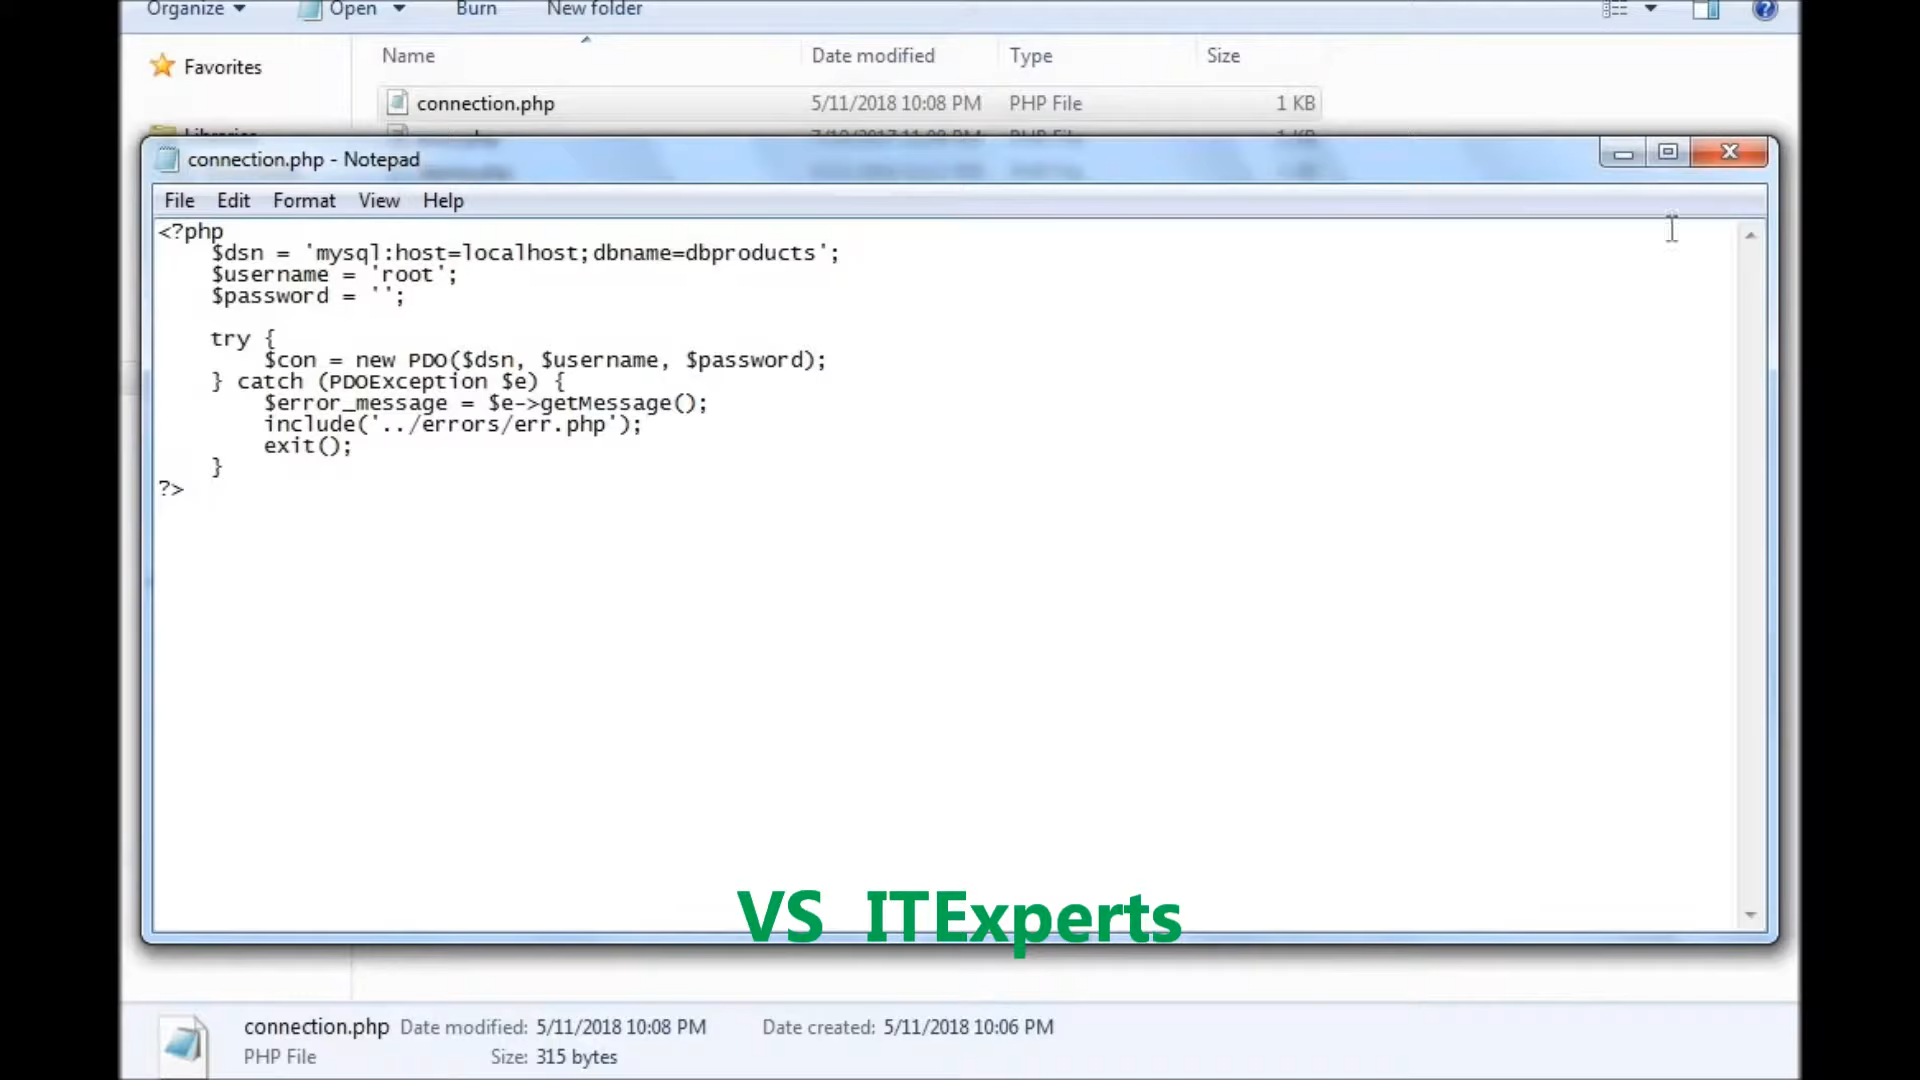 Organize Open Burn New folder
Favorites
Name Date modified Type Size
connection.php 5/11/2018 10:08 PM PHP File 1 KB
Libraries
connection.php - Notepad
File Edit Format View Help
<?php
$dsn = 'mysql:host=localhost;dbname=dbproducts';
$username = 'root';
$password = '';
try {
$con = new PDO($dsn, $username, $password);
} catch (PDOException $e) {
$error_message = $e->getMessage();
include('../errors/err.php');
exit();
}
?>
VS ITExperts
connection.php Date modified: 5/11/2018 10:08 PM Date created: 5/11/2018 10:06 PM
PHP File Size: 315 bytes